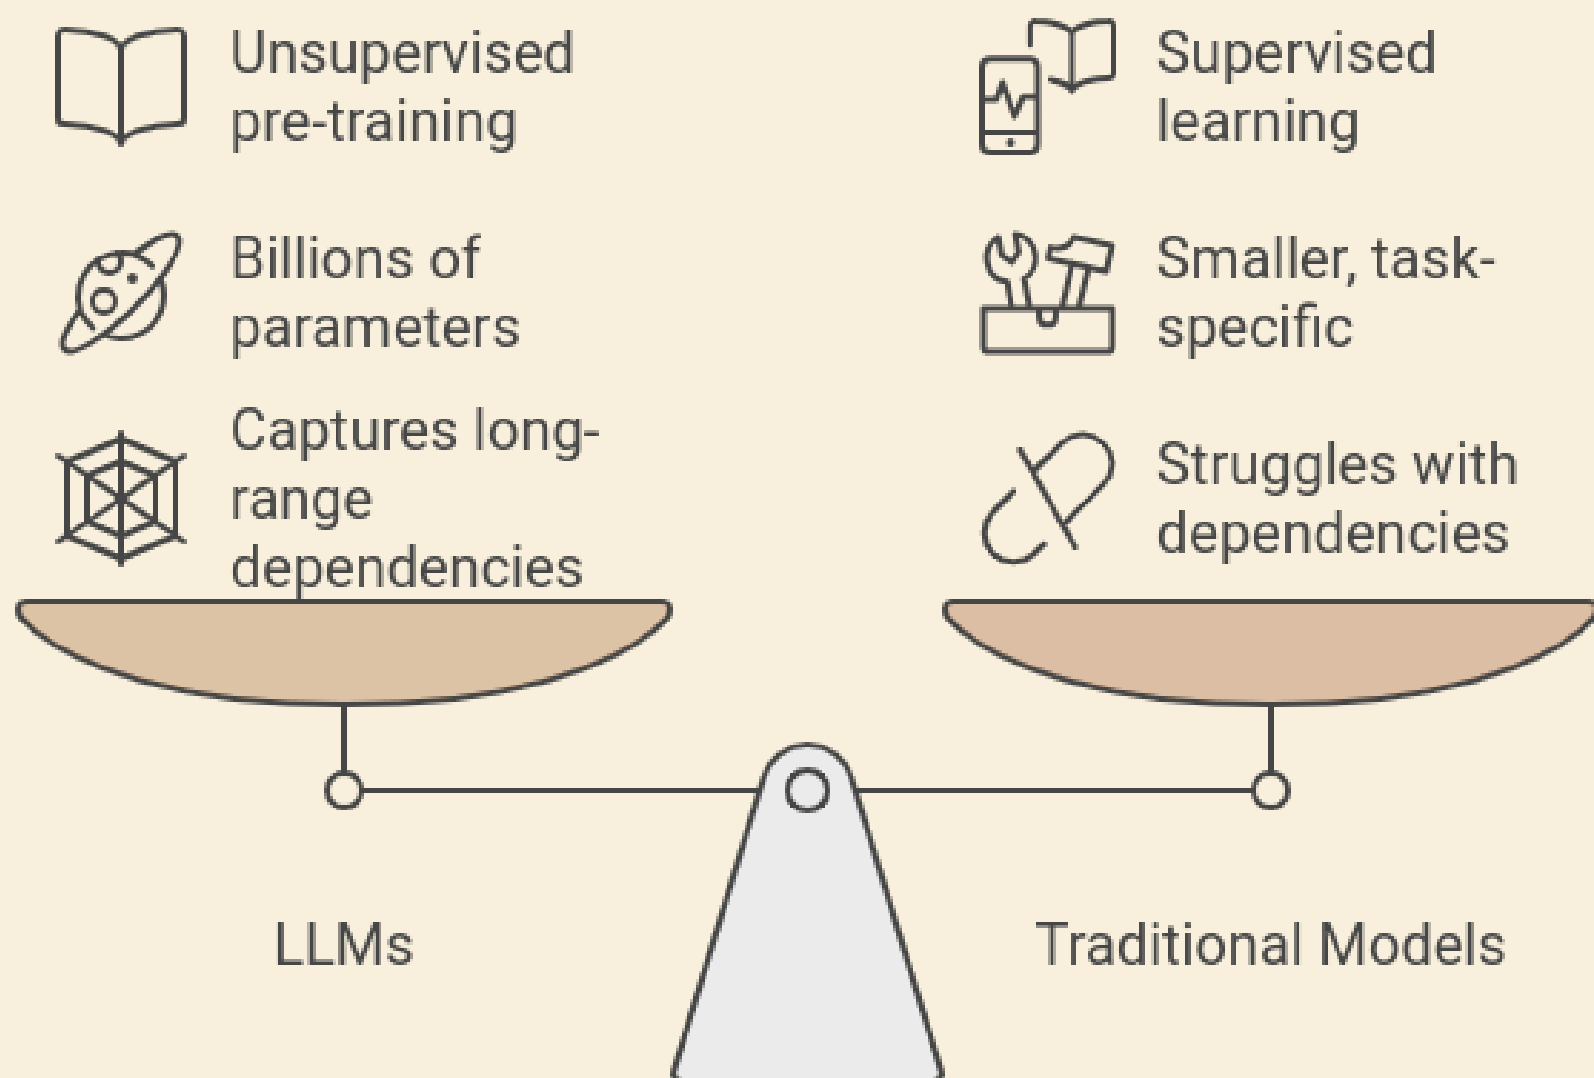 Unsupervised
pre-training
Billions of
parameters
Captures long-
range
dependencies
Supervised
learning
Smaller, task-
specific
Struggles with
dependencies
LLMs
Traditional Models